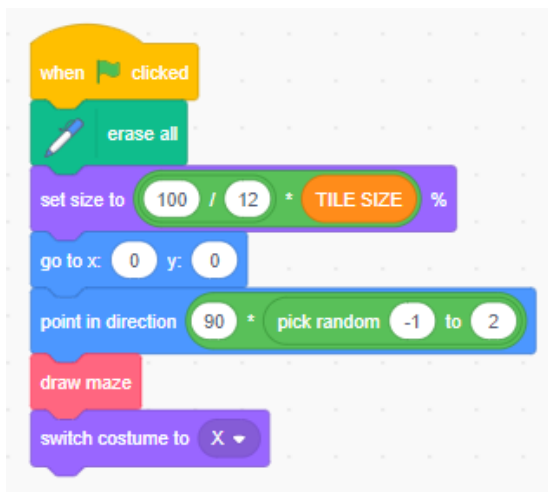 when clicked
erase all
set size to 100 / 12 * TILE SIZE %
go to x: 0 y: 0
point in direction 90 * pick random -1 to 2
draw maze
switch costume to X